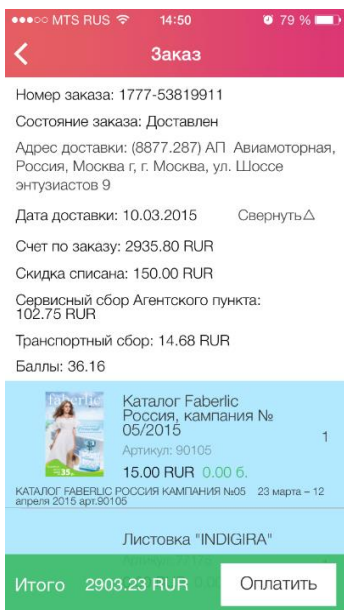 MTS RUS 14:50 79 %
Заказ
Номер заказа: 1777-53819911
Состояние заказа: Доставлен
Адрес доставки: (8877.287) АП Авиамоторная,
Россия, Москва г, г. Москва, ул. Шоссе
энтузиастов 9
Дата доставки: 10.03.2015 Свернуть△
Счет по заказу: 2935.80 RUR
Скидка списана: 150.00 RUR
Сервисный сбор Агентского пункта:
102.75 RUR
Транспортный сбор: 14.68 RUR
Баллы: 36.16
faberlic
35
Каталог Faberlic
Россия, кампания №
05/2015
1
Артикул: 90105
15.00 RUR 0.00 б.
КАТАЛОГ FABERLIC РОССИЯ КАМПАНИЯ №05 23 марта – 12
апреля 2015 арт.90105
Листовка "INDIGIRA"
Итого 2903.23 RUR Оплатить